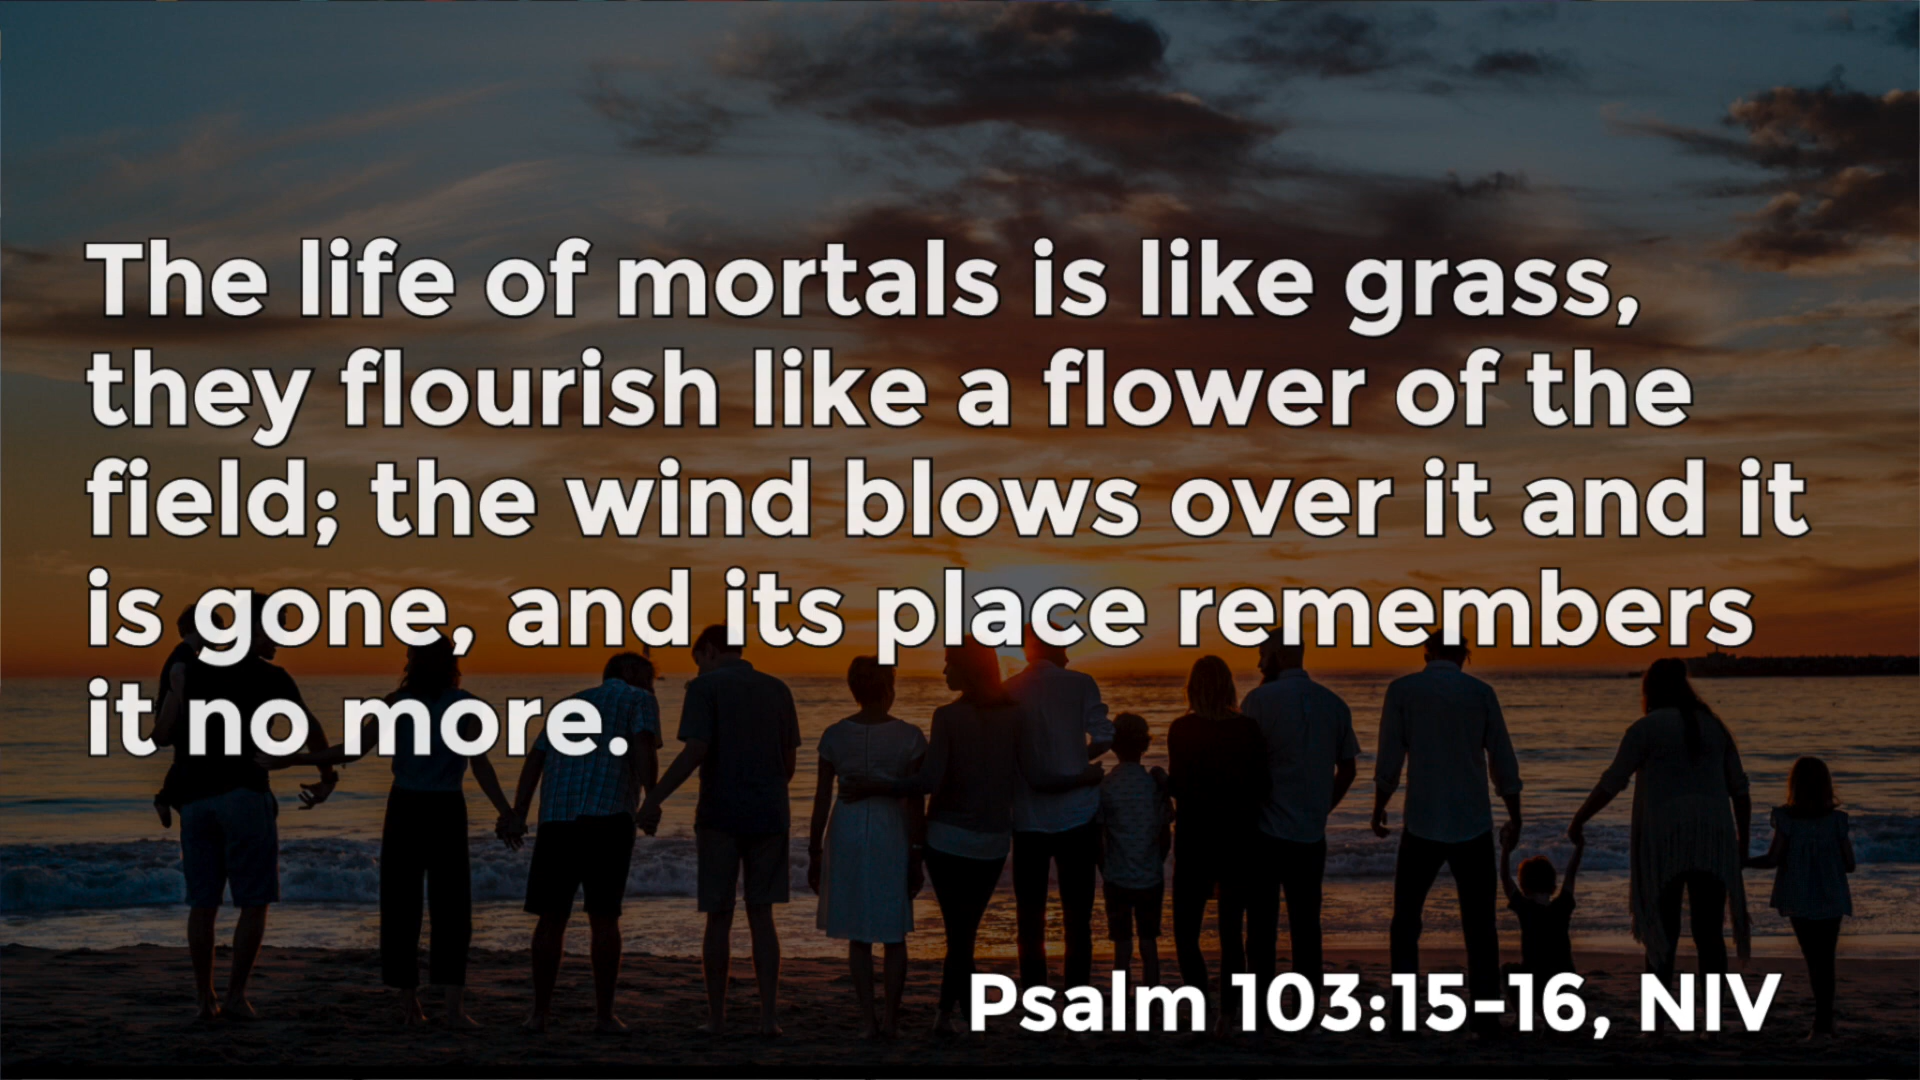 The life of mortals is like grass,
they flourish like a flower of the
field; the wind blows over it and it
is gone, and its place remembers
it no more.
Psalm 103:15-16, NIV